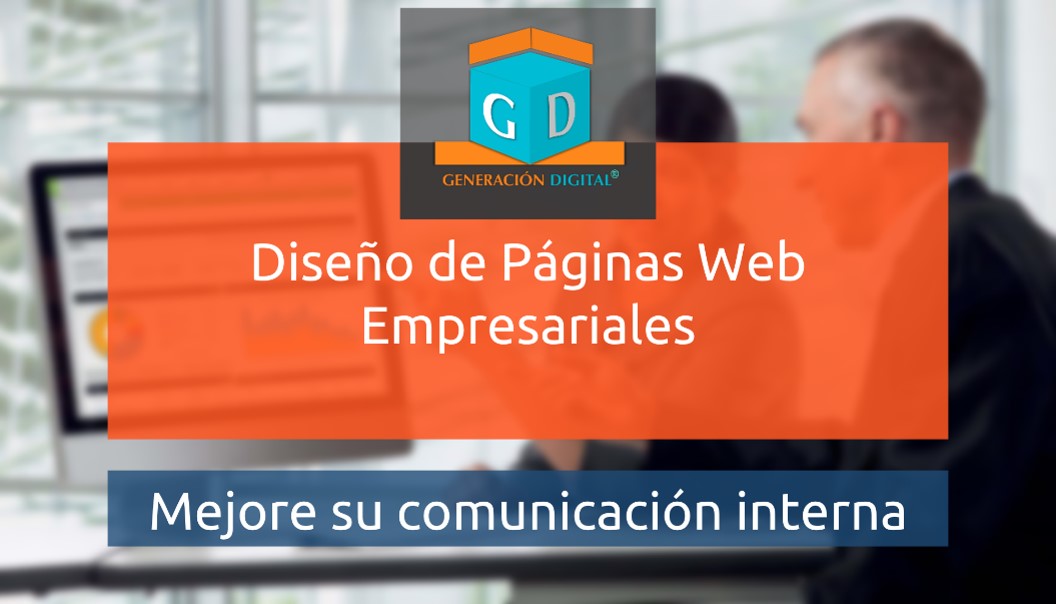 G D
GENERACIÓN DIGITAL®
Diseño de Páginas Web
Empresariales
Mejore su comunicación interna